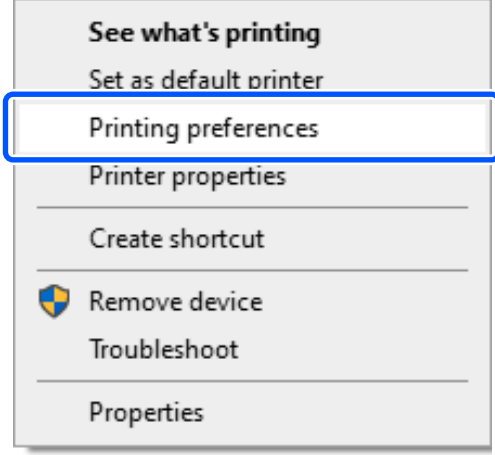 See what's printing
Set as default printer
Printing preferences
Printer properties
Create shortcut
Remove device
Troubleshoot
Properties